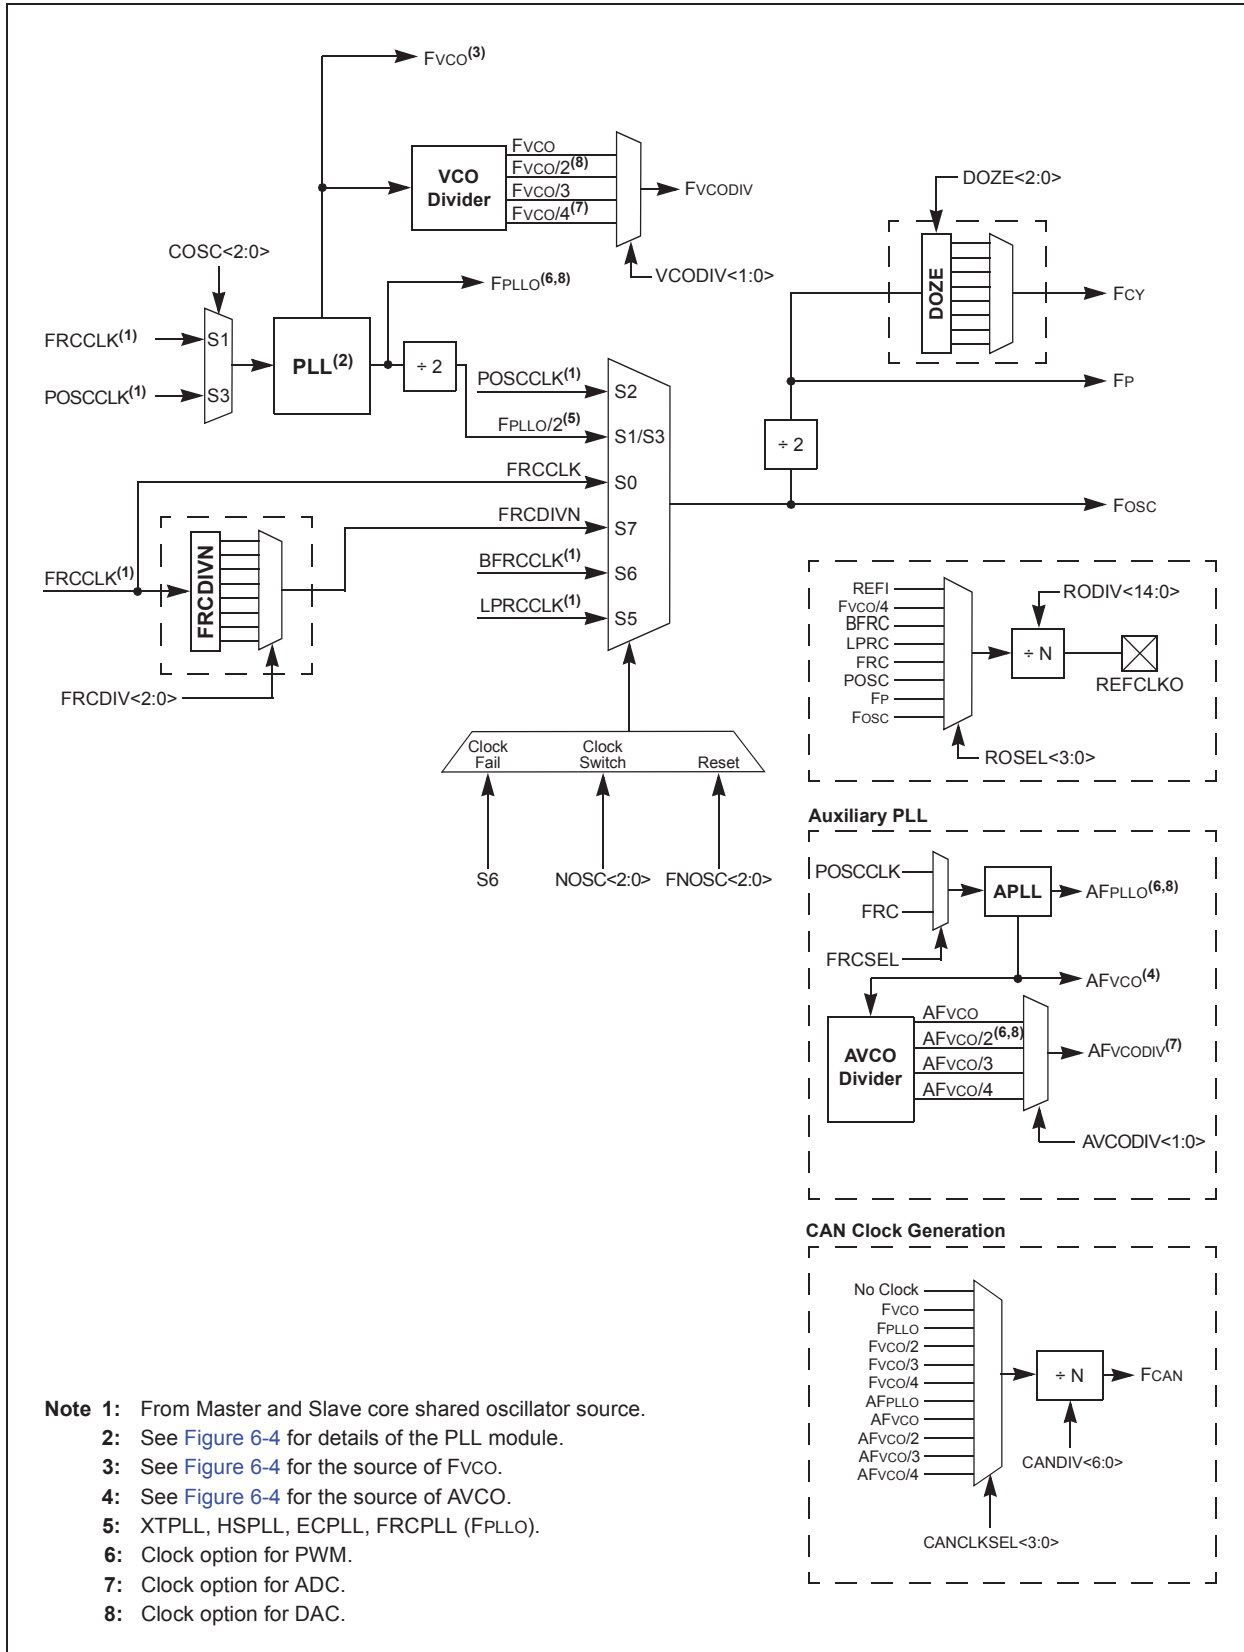 FVCO(3)
VCO
Divider
FVCO
FVCO/2(8)
FVCO/3
FVCO/4(7)
FVCODIV
VCODIV<1:0>
DOZE<2:0>
DOZE
FCY
COSC<2:0>
FPLLO(6,8)
FRCCLK(1)
S1
POSCCLK(1)
S3
PLL(2)
÷ 2
POSCCLK(1)
S2
FP
FPLLO/2(5)
S1/S3
÷ 2
FRCCLK
S0
FOSC
FRCDIVN
S7
FRCCLK(1)
FRCDIVN
BFRCCLK(1)
S6
LPRCCLK(1)
S5
FRCDIV<2:0>
Clock
Fail
Clock
Switch
Reset
S6
NOSC<2:0>
FNOSC<2:0>
REFI
FVCO/4
BFRC
LPRC
FRC
POSC
FP
FOSC
RODIV<14:0>
÷ N
REFCLKO
ROSEL<3:0>
Auxiliary PLL
POSCCLK
FRC
FRCSEL
APLL
AFPLLO(6,8)
AFVCO(4)
AVCO
Divider
AFVCO
AFVCO/2(6,8)
AFVCO/3
AFVCO/4
AFVCODIV(7)
AVCODIV<1:0>
CAN Clock Generation
No Clock
FVCO
FPLLO
FVCO/2
FVCO/3
FVCO/4
AFPLLO
AFVCO
AFVCO/2
AFVCO/3
AFVCO/4
÷ N
FCAN
CANDIV<6:0>
CANCLKSEL<3:0>
Note 1: From Master and Slave core shared oscillator source.
2: See Figure 6-4 for details of the PLL module.
3: See Figure 6-4 for the source of FVCO.
4: See Figure 6-4 for the source of AVCO.
5: XTPLL, HSPLL, ECPLL, FRCPLL (FPLLO).
6: Clock option for PWM.
7: Clock option for ADC.
8: Clock option for DAC.